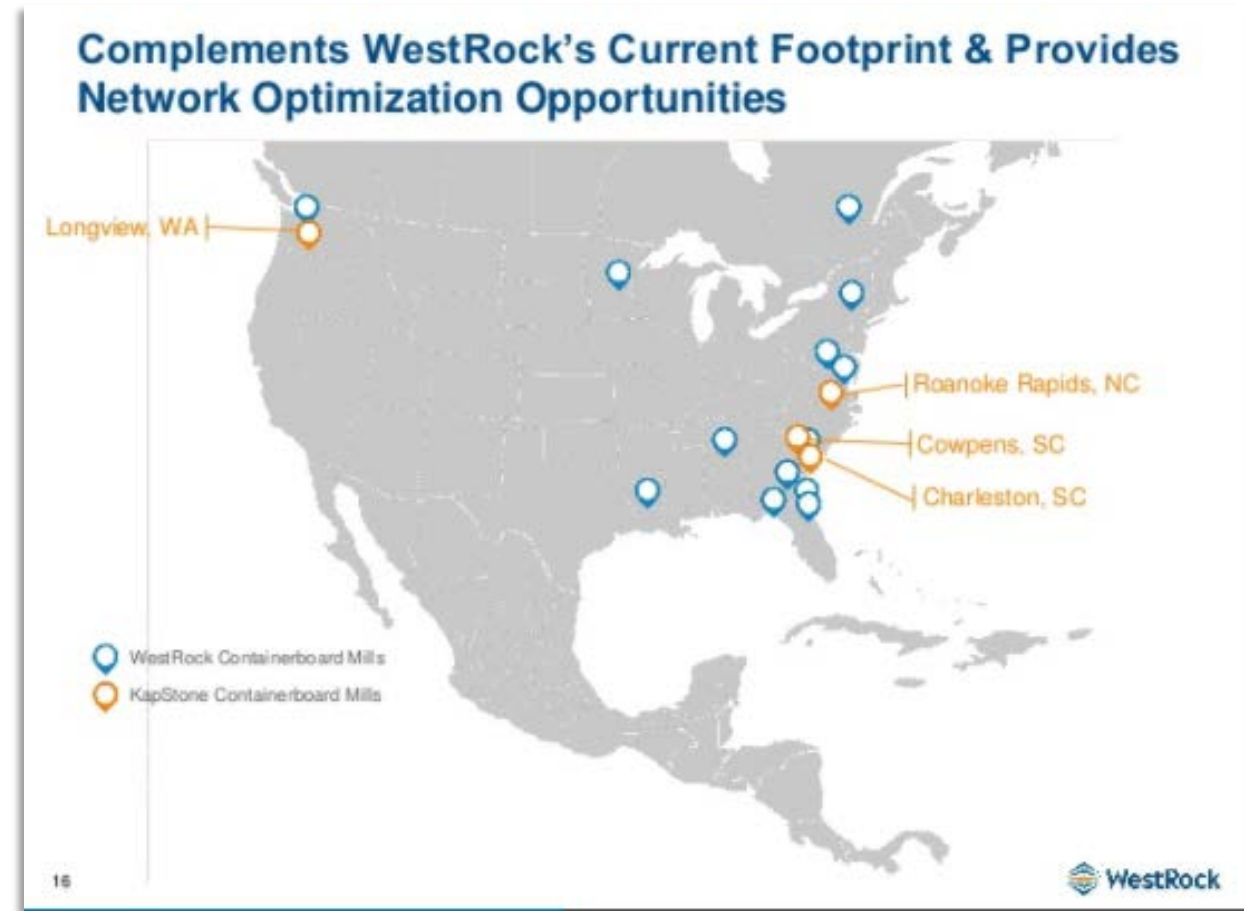 Complements WestRock's Current Footprint & Provides
Network Optimization Opportunities
Longview, WA
Roanoke Rapids, NC
Cowpens, SC
Charleston, SC
WestRock Containerboard Mills
KapStone Containerboard Mills
16
WestRock